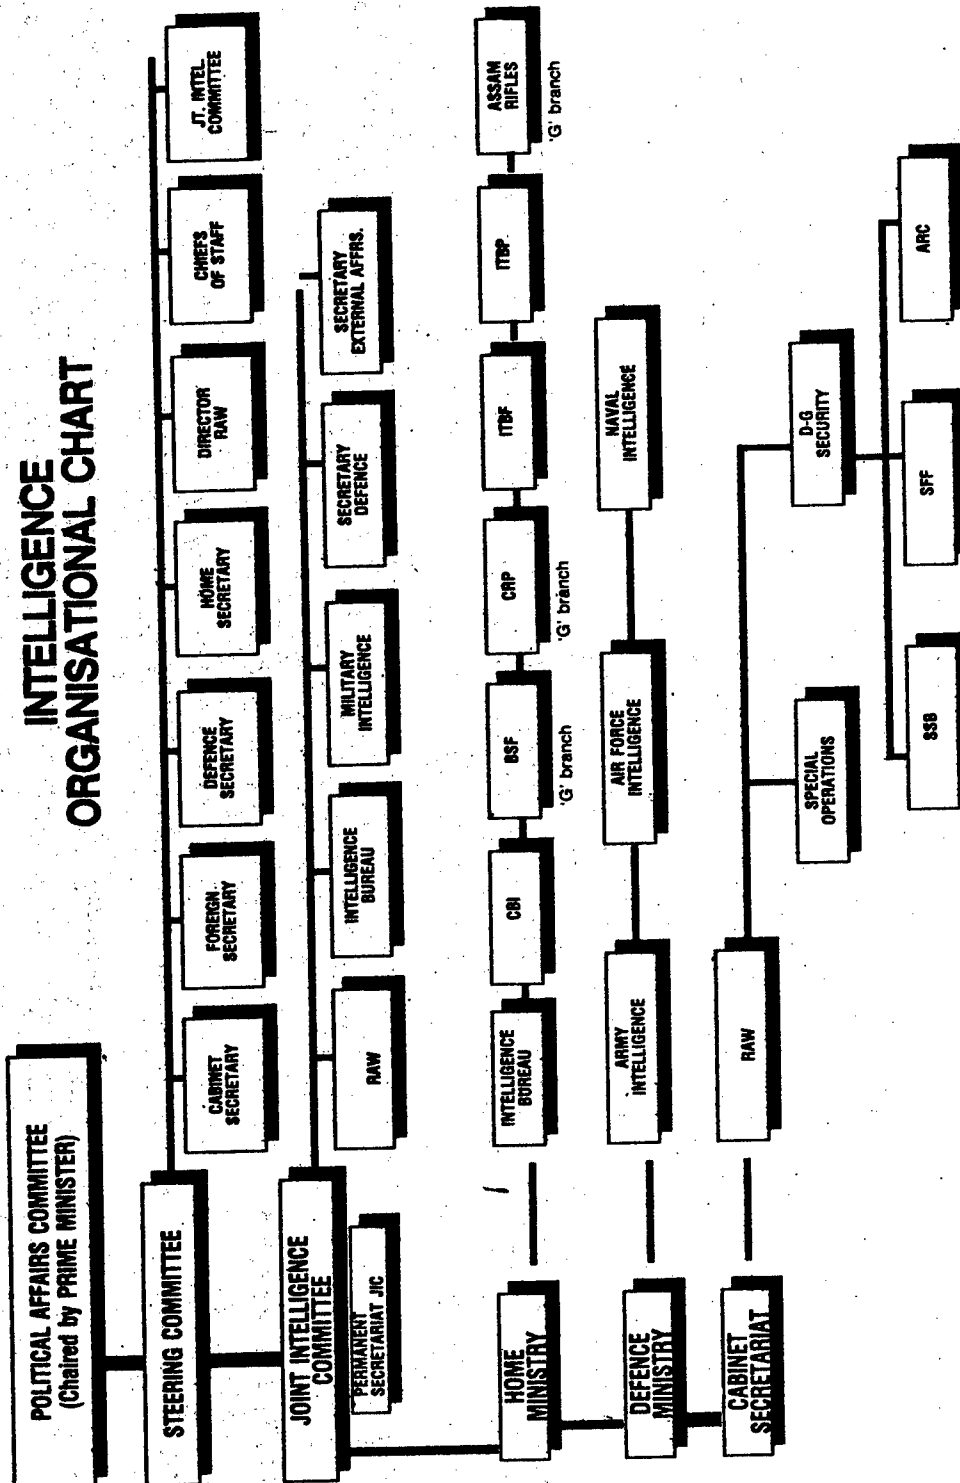 INTELLIGENCE
ORGANISATIONAL CHART
POLITICAL AFFAIRS COMMITTEE
(Chaired by PRIME MINISTER)
STEERING COMMITTEE
CABINET
SECRETARY
FOREIGN
SECRETARY
DEFENCE
SECRETARY
HOME
SECRETARY
DIRECTOR
RAW
CHIEFS
OF STAFF
JT. INTEL.
COMMITTEE
JOINT INTELLIGENCE
COMMITTEE
PERMANENT
SECRETARIAT JIC
RAW
INTELLIGENCE
BUREAU
MILITARY
INTELLIGENCE
SECRETARY
DEFENCE
SECRETARY
EXTERNAL AFFRS.
HOME
MINISTRY
INTELLIGENCE
BUREAU
CBI
BSF
'G' branch
CRP
'G' branch
ITBF
ITBP
ASSAM
RIFLES
'G' branch
DEFENCE
MINISTRY
ARMY
INTELLIGENCE
AIR FORCE
INTELLIGENCE
NAVAL
INTELLIGENCE
CABINET
SECRETARIAT
RAW
SPECIAL
OPERATIONS
D-G
SECURITY
SSB
SFF
ARC